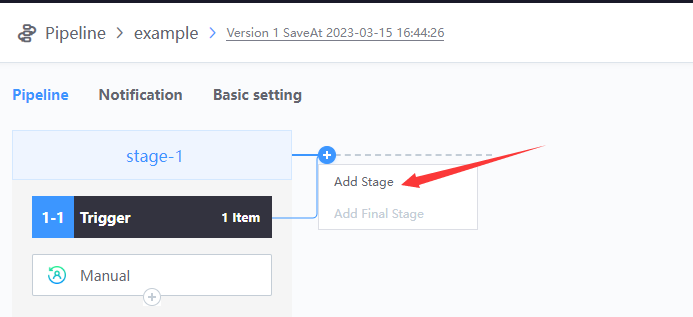 Pipeline > example > Version 1 SaveAt 2023-03-15 16:44:26
Pipeline Notification Basic setting
stage-1
Add Stage
1-1 Trigger 1 Item
Add Final Stage
Manual